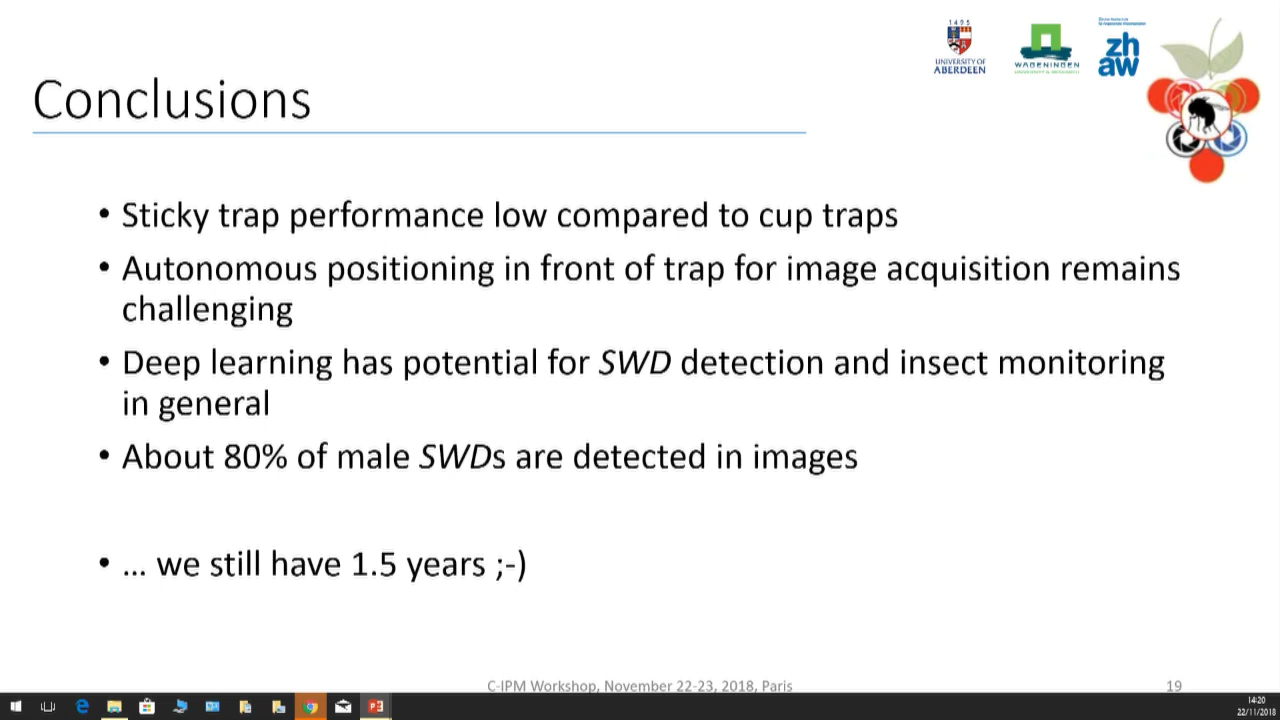 1495
UNIVERSITY OF
ABERDEEN
WAGENINGEN
UNIVERSITY & RESEARCH
zh
aw
Conclusions
• Sticky trap performance low compared to cup traps
• Autonomous positioning in front of trap for image acquisition remains
challenging
• Deep learning has potential for SWD detection and insect monitoring
in general
• About 80% of male SWDs are detected in images
• ... we still have 1.5 years ;-)
C-IPM Workshop, November 22-23, 2018, Paris
19
14:20
22/11/2018